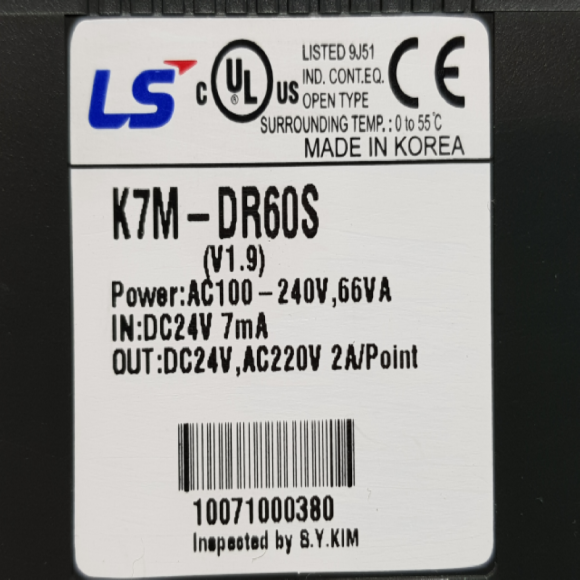 LS
C UL US
LISTED 9J51
IND. CONT.EQ.
OPEN TYPE
CE
SURROUNDING TEMP.: 0 to 55℃
MADE IN KOREA
K7M-DR60S
(V1.9)
Power:AC100-240V,66VA
IN:DC24V 7mA
OUT:DC24V,AC220V 2A/Point
10071000380
Inspected by S.Y.KIM